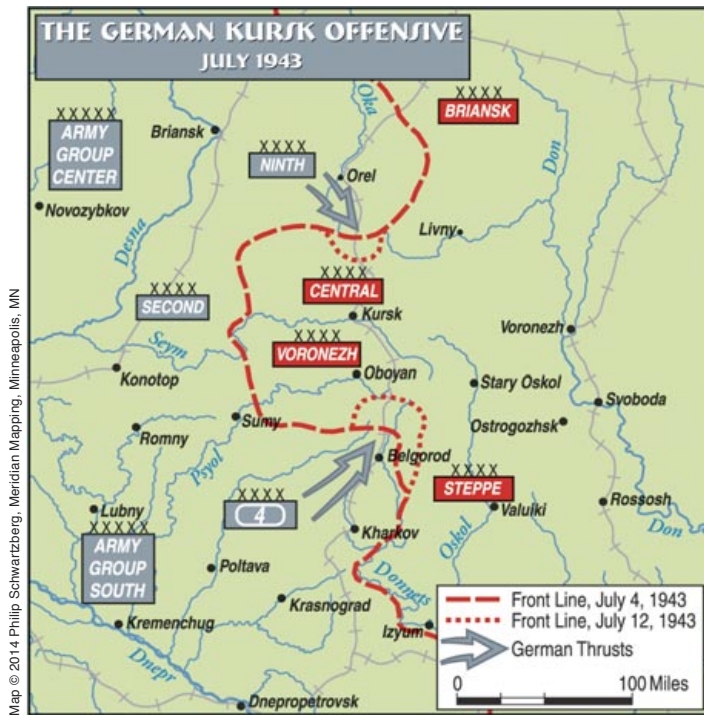 THE GERMAN KURSK OFFENSIVE
JULY 1943
XXXXX
ARMY
GROUP
CENTER
Briansk
Oka
XXXX
BRIANSK
XXXX
NINTH
Orel
Don
Novozybkov
Desna
Livny
XXXX
SECOND
XXXX
CENTRAL
Kursk
Seym
XXXX
VORONEZH
Voronezh
Konotop
Oboyan
Stary Oskol
Svoboda
Sumy
Ostrogozhsk
Romny
Psyol
Belgorod
XXXX
STEPPE
XXXX
4
Lubny
Valuiki
Rossosh
Don
XXXXX
ARMY
GROUP
SOUTH
Kharkov
Oskol
Poltava
Donnets
Krasnograd
Kremenchug
Izyum
Dnepr
Dnepropetrovsk
Front Line, July 4, 1943
Front Line, July 12, 1943
German Thrusts
0 100 Miles
Map © 2014 Philip Schwartzberg, Meridian Mapping, Minneapolis, MN